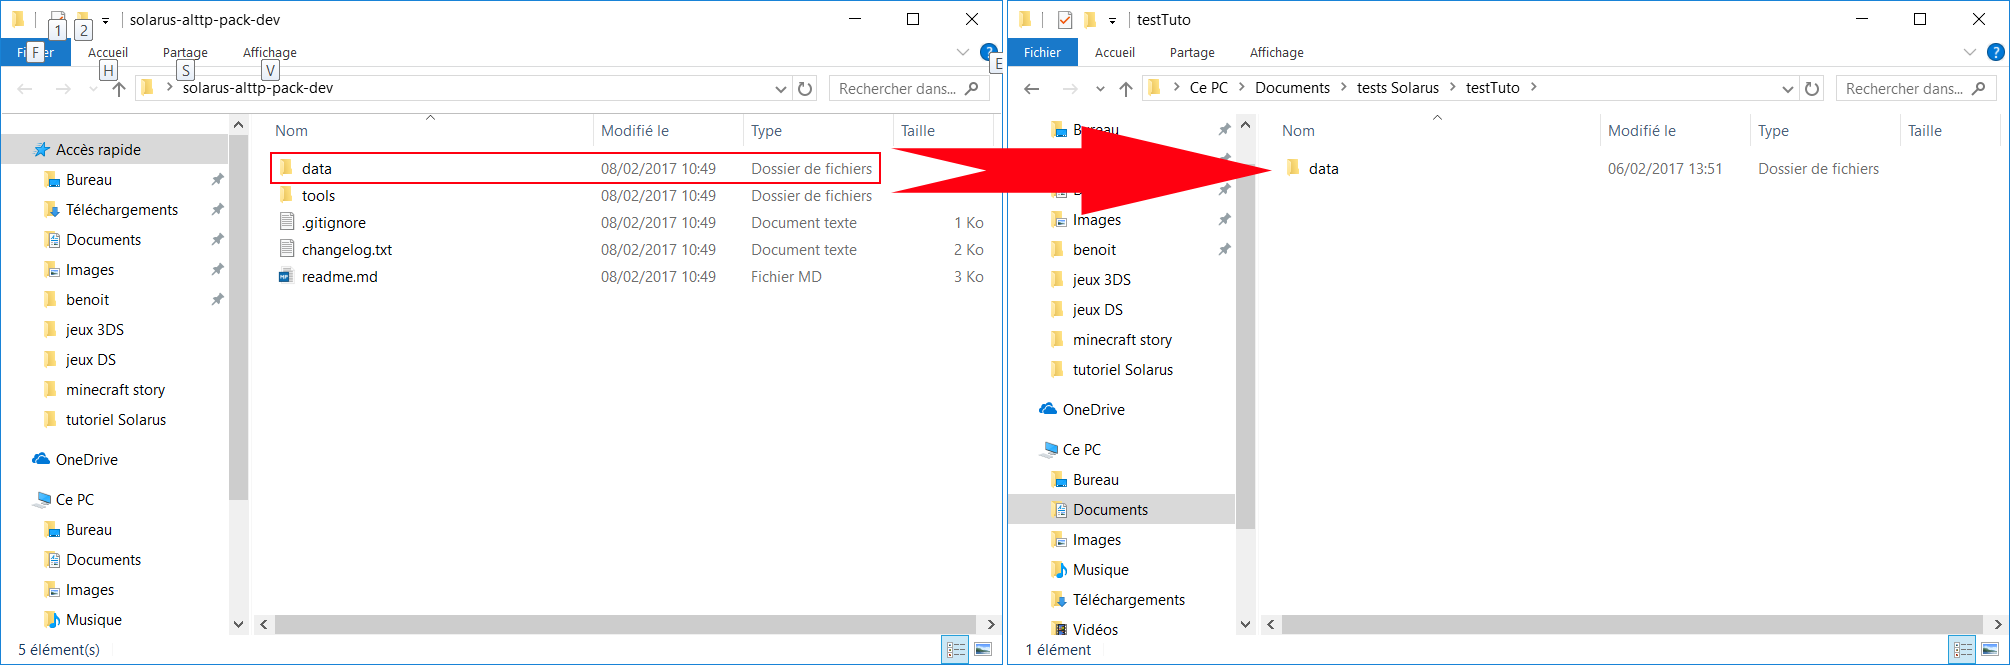 1 2 solarus-alttp-pack-dev
F Accueil Partage Affichage
H S V E
solarus-alttp-pack-dev Rechercher dans...
Nom Modifié le Type Taille
Accès rapide
Bureau
Téléchargements
Documents
Images
benoit
jeux 3DS
jeux DS
minecraft story
tutoriel Solarus
OneDrive
Ce PC
Bureau
Documents
Images
Musique
data 08/02/2017 10:49 Dossier de fichiers
tools 08/02/2017 10:49 Dossier de fichiers
.gitignore 08/02/2017 10:49 Document texte 1 Ko
changelog.txt 08/02/2017 10:49 Document texte 2 Ko
readme.md 08/02/2017 10:49 Fichier MD 3 Ko
5 élément(s)
testTuto
Fichier Accueil Partage Affichage ?
Ce PC Documents tests Solarus testTuto Rechercher dans...
Nom Modifié le Type Taille
Bureau
Images
benoit
jeux 3DS
jeux DS
minecraft story
tutoriel Solarus
OneDrive
Ce PC
Bureau
Documents
Images
Musique
Téléchargements
Vidéos
data 06/02/2017 13:51 Dossier de fichiers
1 élément